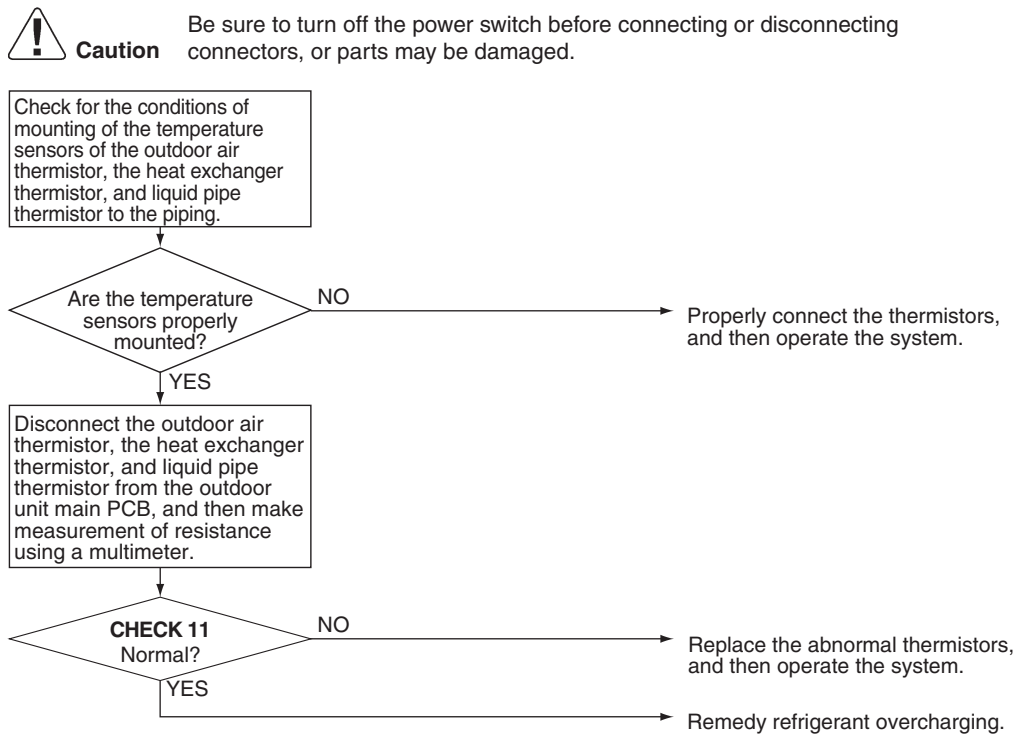 Caution
Be sure to turn off the power switch before connecting or disconnecting
connectors, or parts may be damaged.
Check for the conditions of
mounting of the temperature
sensors of the outdoor air
thermistor, the heat exchanger
thermistor, and liquid pipe
thermistor to the piping.
Are the temperature
sensors properly
mounted?
NO
Properly connect the thermistors,
and then operate the system.
YES
Disconnect the outdoor air
thermistor, the heat exchanger
thermistor, and liquid pipe
thermistor from the outdoor
unit main PCB, and then make
measurement of resistance
using a multimeter.
CHECK 11
Normal?
NO
Replace the abnormal thermistors,
and then operate the system.
YES
Remedy refrigerant overcharging.